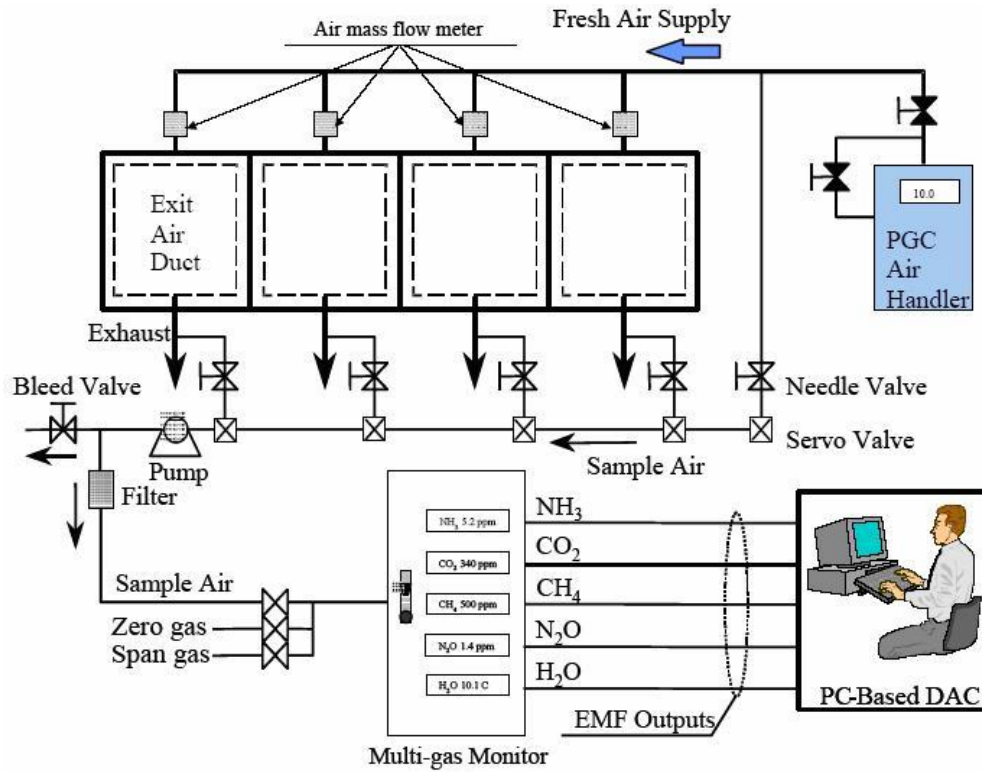 Fresh Air Supply
Air mass flow meter
Exit
Air
Duct
10.0
PGC
Air
Handler
Exhaust
Bleed Valve
Needle Valve
Servo Valve
Pump
Sample Air
Filter
NH₃ 5.2 ppm
CO₂ 340 ppm
CH₄ 500 ppm
N₂O 1.4 ppm
H₂O 10.1 C
NH₃
CO₂
CH₄
N₂O
H₂O
Sample Air
Zero gas
Span gas
PC-Based DAC
EMF Outputs
Multi-gas Monitor